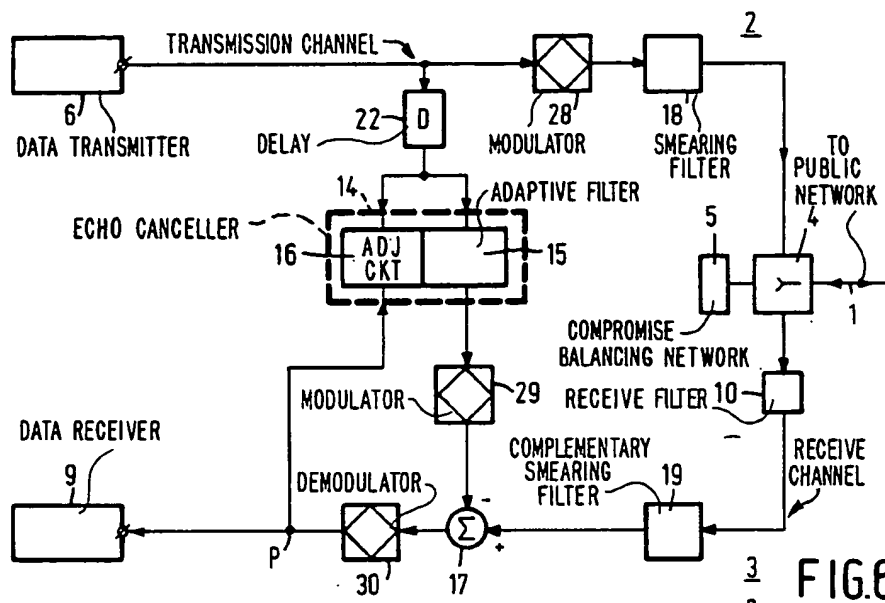 TRANSMISSION CHANNEL
2
6
DATA TRANSMITTER
22
D
DELAY
28
MODULATOR
18
SMEARING
FILTER
TO
PUBLIC
NETWORK
14
ADAPTIVE FILTER
ECHO CANCELLER
16
ADJ
CKT
15
5
4
1
COMPROMISE
BALANCING NETWORK
MODULATOR
29
10
RECEIVE FILTER
DATA RECEIVER
9
DEMODULATOR
COMPLEMENTARY
SMEARING
FILTER
19
RECEIVE
CHANNEL
-
Σ
+
P
30
17
3
FIG.6